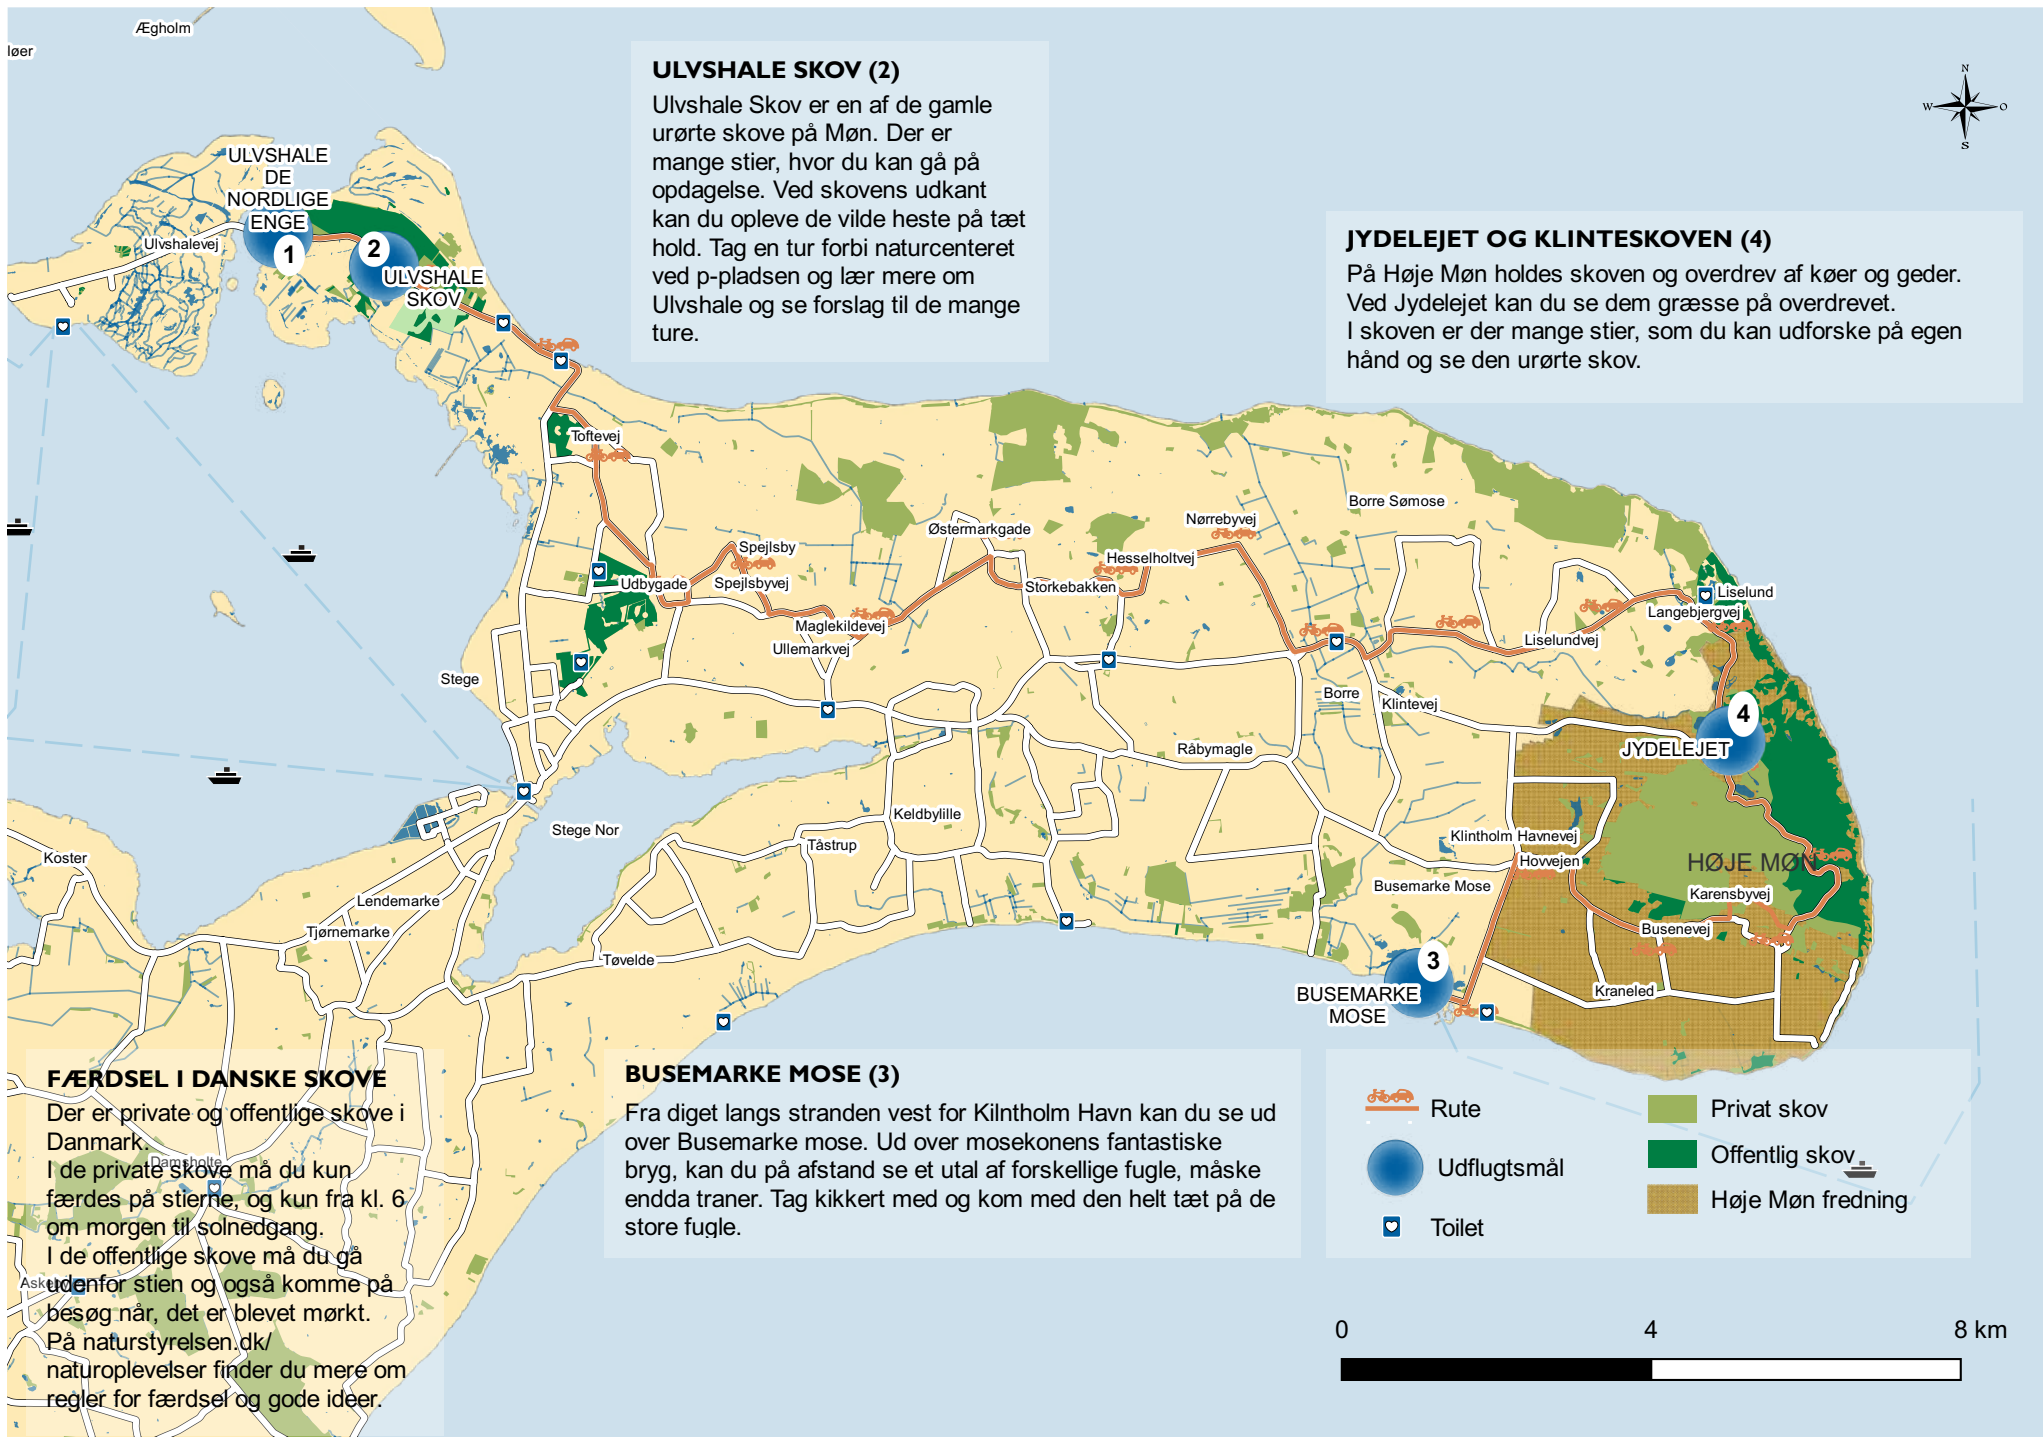 Ægholm
løer
ULVSHALE SKOV (2)
Ulvshale Skov er en af de gamle
urørte skove på Møn. Der er
mange stier, hvor du kan gå på
opdagelse. Ved skovens udkant
kan du opleve de vilde heste på tæt
hold. Tag en tur forbi naturcenteret
ved p-pladsen og lær mere om
Ulvshale og se forslag til de mange
ture.
N
W
O
S
ULVSHALE
DE
NORDLIGE
ENGE
1
2
ULVSHALE
SKOV
Ulvshalevej
JYDELEJET OG KLINTESKOVEN (4)
På Høje Møn holdes skoven og overdrev af køer og geder.
Ved Jydelejet kan du se dem græsse på overdrevet.
I skoven er der mange stier, som du kan udforske på egen
hånd og se den urørte skov.
Toftevej
Borre Sømose
Nørrebyvej
Østermarkgade
Spejlsby
Hesselholtvej
Udbygade
Spejlsbyvej
Storkebakken
Liselund
Langebjergvej
Maglekildevej
Liselundvej
Ullemarkvej
Stege
Borre
Klintevej
4
JYDELEJET
Råbymagle
Stege Nor
Keldbylille
Tåstrup
Klintholm Havnevej
Hovvejen
HØJE MØN
Koster
Busemarke Mose
Karensbyvej
Lendemarke
Tjørnemarke
Busenevej
Tøvelde
3
BUSEMARKE
MOSE
Kraneled
FÆRDSEL I DANSKE SKOVE
Der er private og offentlige skove i
Danmark.
I de private skove må du kun
færdes på stierne, og kun fra kl. 6
om morgen til solnedgang.
I de offentlige skove må du gå
udenfor stien og også komme på
besøg når, det er blevet mørkt.
På naturstyrelsen.dk/
naturoplevelser finder du mere om
regler for færdsel og gode ideer.
Damsholte
Askeby
BUSEMARKE MOSE (3)
Fra diget langs stranden vest for Kilntholm Havn kan du se ud
over Busemarke mose. Ud over mosekonens fantastiske
bryg, kan du på afstand se et utal af forskellige fugle, måske
endda traner. Tag kikkert med og kom med den helt tæt på de
store fugle.
Rute
Udflugtsmål
Toilet
Privat skov
Offentlig skov
Høje Møn fredning
0 4 8 km